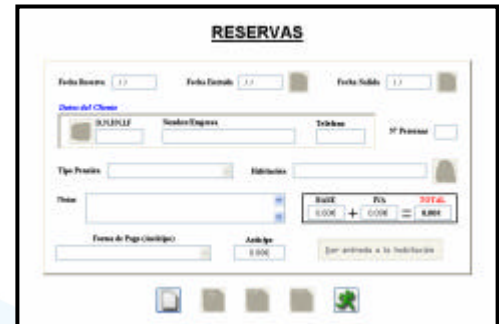 RESERVAS
Fecha Reserva / / Fecha Entrada / / Fecha Salida / /
Datos del Cliente
D.N.I/N.I.F Nombre/Empresa Teléfono Nº Personas
Tipo Pensión Habitación
Notas BASE IVA TOTAL
0.00€ + 0.00€ = 0.00€
Forma de Pago (Anticipo) Anticipo
0.00€ Dar entrada a la habitación